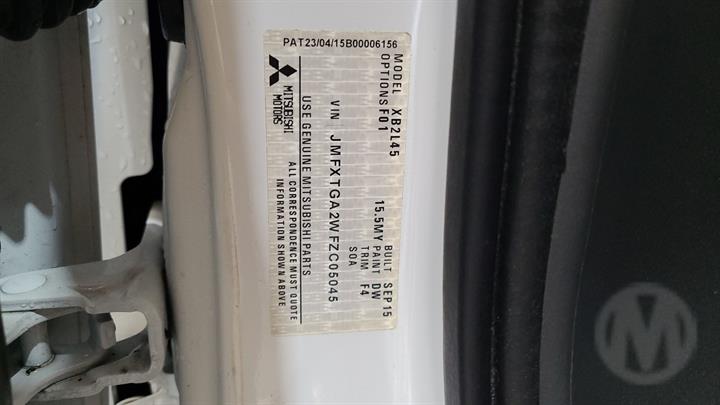 PAT23/04/15B00006156
MODEL XB2L45
OPTIONS F01
15.5MY
BUILT SEP15
PAINT DW
TRIM F4
SOA
VIN JMFXTGA2WFZC05045
MITSUBISHI
MOTORS
USE GENUINE MITSUBISHI PARTS
ALL CORRESPONDENCE MUST QUOTE
INFORMATION SHOWN ABOVE
M